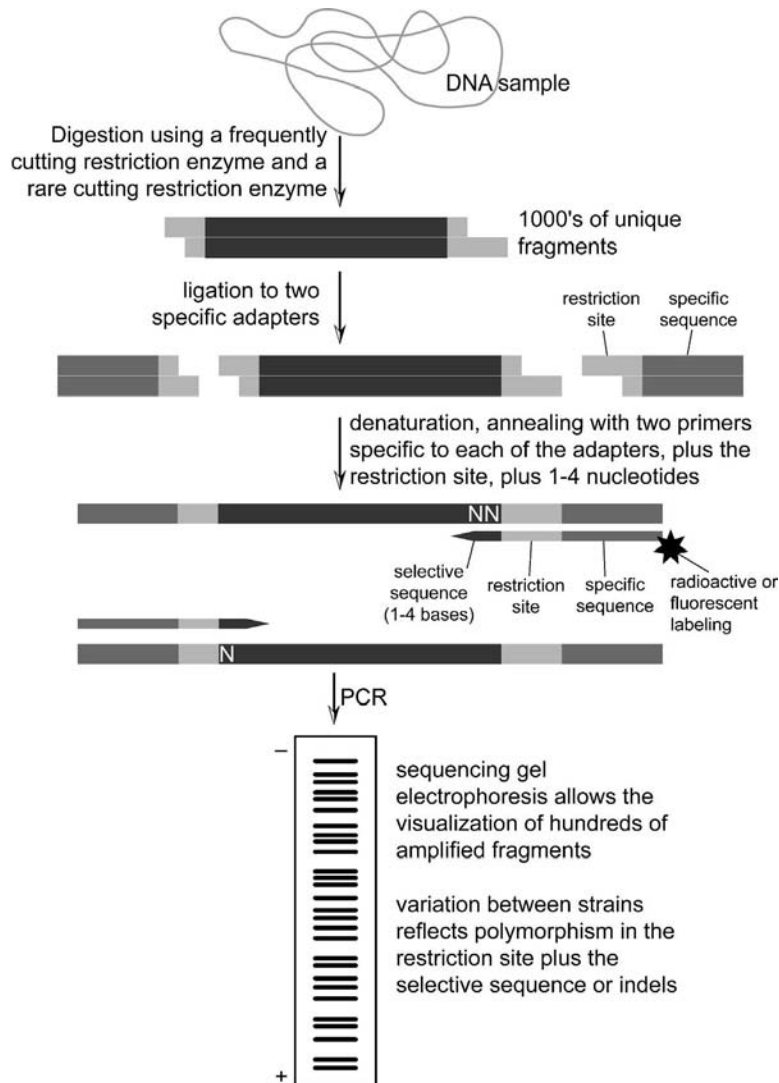 DNA sample
Digestion using a frequently
cutting restriction enzyme and a
rare cutting restriction enzyme
1000's of unique
fragments
ligation to two
specific adapters
restriction
site
specific
sequence
denaturation, annealing with two primers
specific to each of the adapters, plus the
restriction site, plus 1-4 nucleotides
NN
selective
sequence
(1-4 bases)
restriction
site
specific
sequence
radioactive or
fluorescent
labeling
N
PCR
–
sequencing gel
electrophoresis allows the
visualization of hundreds of
amplified fragments
variation between strains
reflects polymorphism in the
restriction site plus the
selective sequence or indels
+